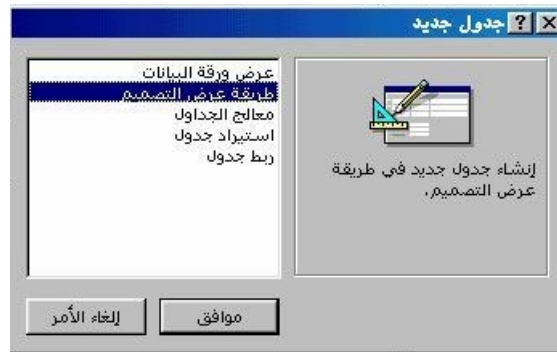 جدول جديد
إنشاء جدول جديد في طريقة
عرض التصميم.
عرض ورقة البيانات
طريقة عرض التصميم
معالج الجداول
استيراد جدول
ربط جدول
موافق
إلغاء الأمر